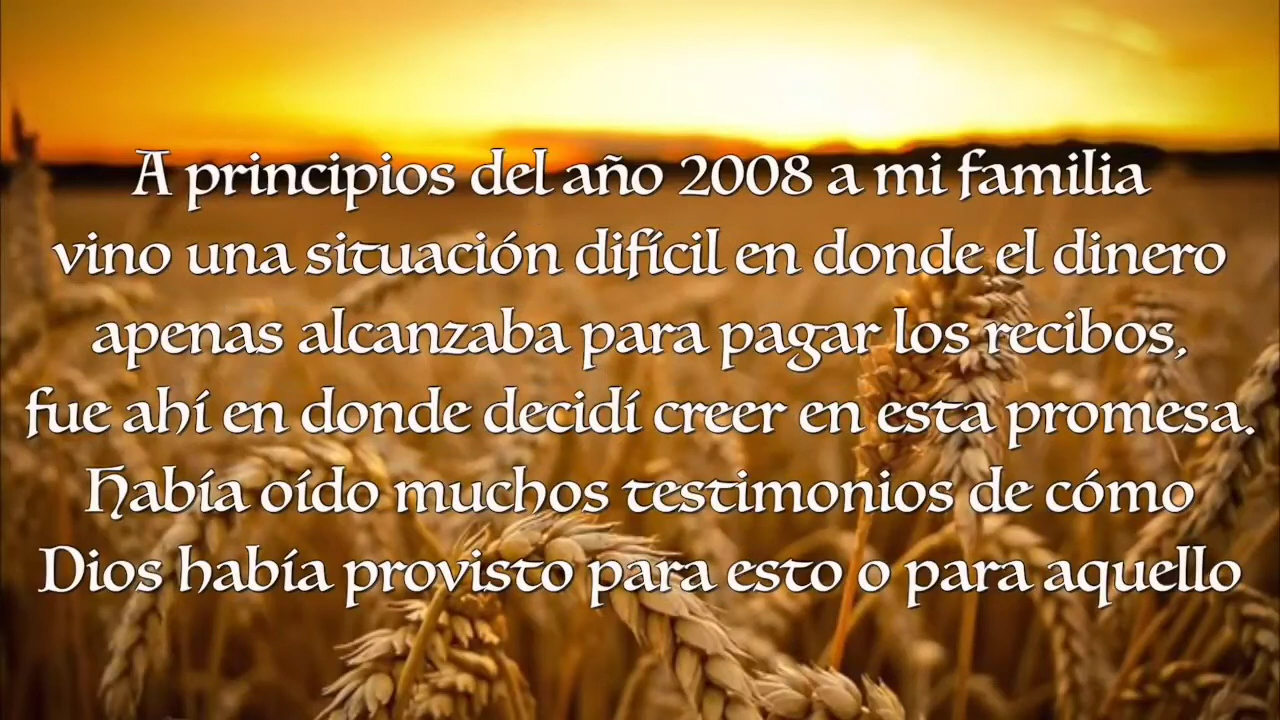 A principios del año 2008 a mi familia
vino una situación difícil en donde el dinero
apenas alcanzaba para pagar los recibos,
fue ahí en donde decidí creer en esta promesa.
Había oído muchos testimonios de cómo
Dios había provisto para esto o para aquello